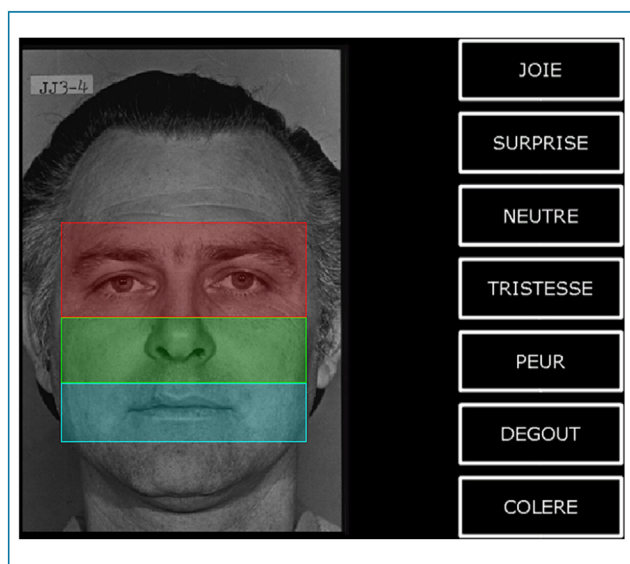 JJ3-4
JOIE
SURPRISE
NEUTRE
TRISTESSE
PEUR
DEGOUT
COLERE